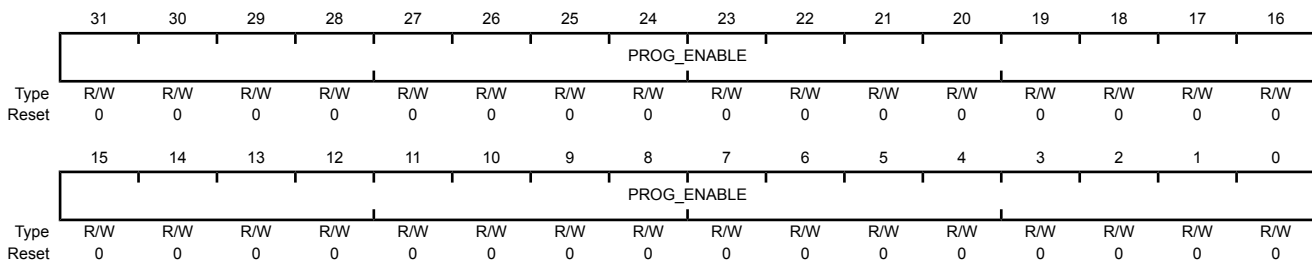 31 30 29 28 27 26 25 24 23 22 21 20 19 18 17 16
PROG_ENABLE
Type R/W R/W R/W R/W R/W R/W R/W R/W R/W R/W R/W R/W R/W R/W R/W R/W
Reset 0 0 0 0 0 0 0 0 0 0 0 0 0 0 0 0
15 14 13 12 11 10 9 8 7 6 5 4 3 2 1 0
PROG_ENABLE
Type R/W R/W R/W R/W R/W R/W R/W R/W R/W R/W R/W R/W R/W R/W R/W R/W
Reset 0 0 0 0 0 0 0 0 0 0 0 0 0 0 0 0